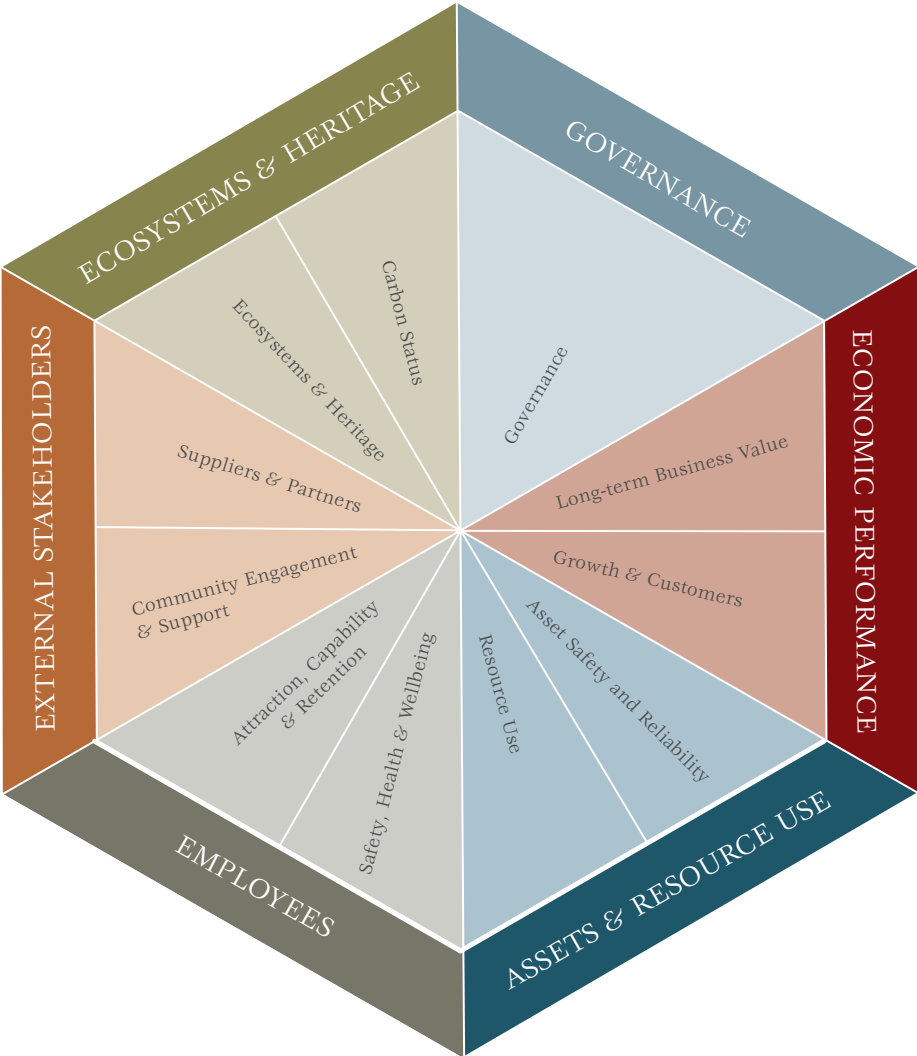 ECOSYSTEMS & HERITAGE
GOVERNANCE
ECONOMIC PERFORMANCE
ASSETS & RESOURCE USE
EMPLOYEES
EXTERNAL STAKEHOLDERS
Ecosystems & Heritage
Carbon Status
Governance
Long-term Business Value
Growth & Customers
Asset Safety and Reliability
Resource Use
Safety, Health & Wellbeing
Attraction, Capability
& Retention
Community Engagement
& Support
Suppliers & Partners